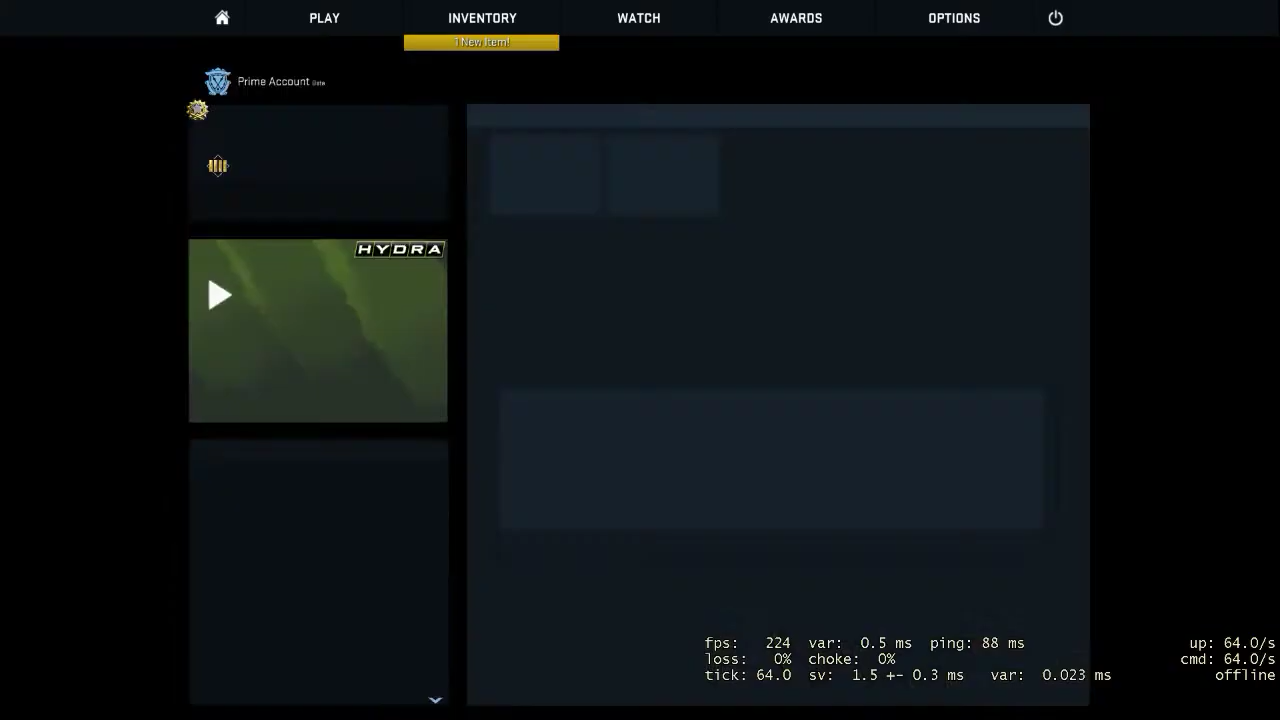 PLAY INVENTORY WATCH AWARDS OPTIONS
1 New Item!
Prime Account Beta
HYDRA
fps: 224 var: 0.5 ms ping: 88 ms up: 64.0/s
loss: 0% choke: 0% cmd: 64.0/s
tick: 64.0 sv: 1.5 +- 0.3 ms var: 0.023 ms offline